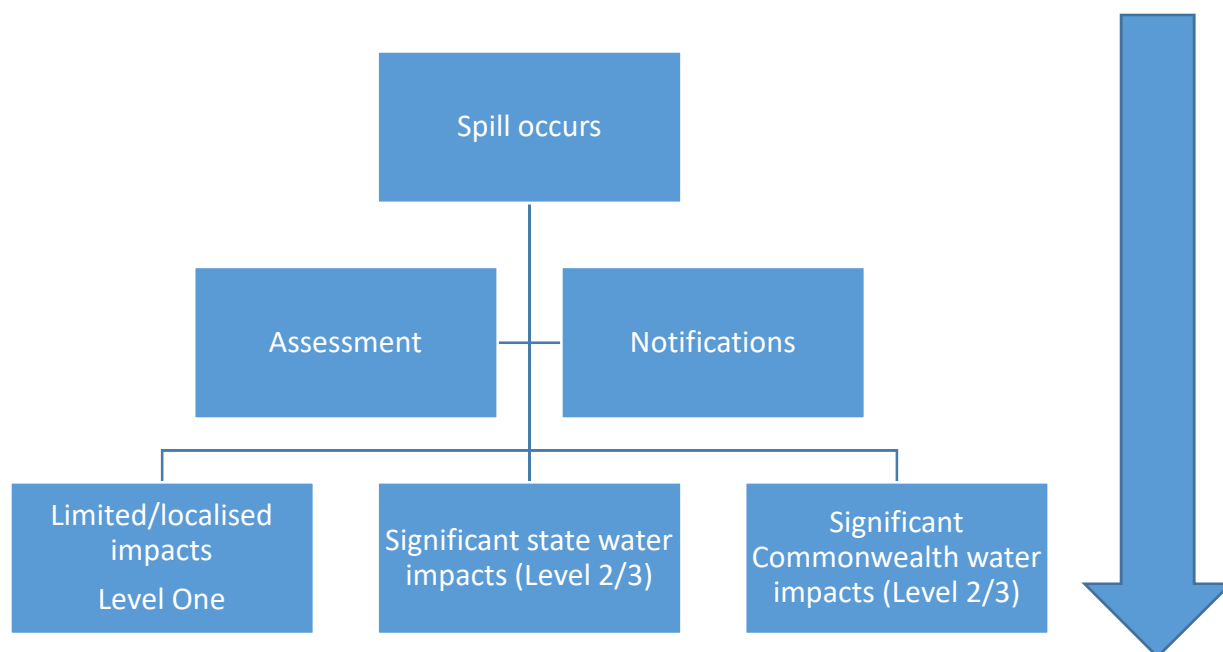 Spill occurs
Assessment
Notifications
Limited/localised
impacts
Level One
Significant state water
impacts (Level 2/3)
Significant
Commonwealth water
impacts (Level 2/3)